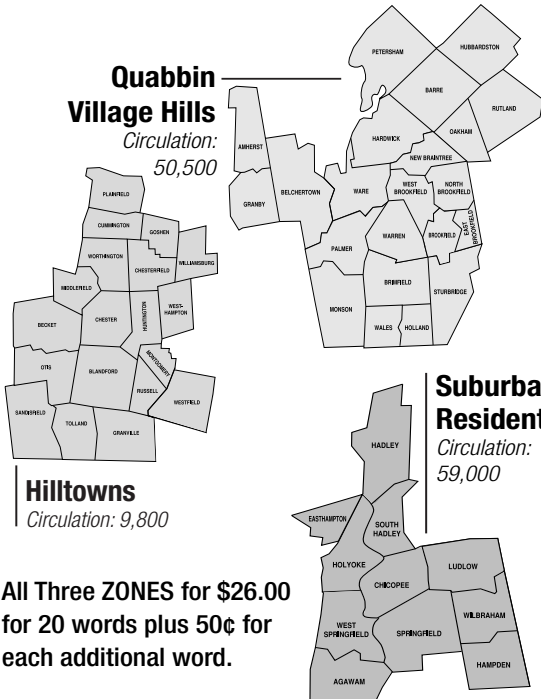 Quabbin
Village Hills
Circulation:
50,500
PETERSHAM
HUBBARDSTON
BARRE
RUTLAND
HARDWICK
OAKHAM
NEW BRAINTREE
AMHERST
GRANBY
BELCHERTOWN
WARE
WEST
BROOKFIELD
NORTH
BROOKFIELD
EAST
BROOKFIELD
BROOKFIELD
WARREN
PALMER
BRIMFIELD
STURBRIDGE
MONSON
WALES
HOLLAND
PLAINFIELD
CUMMINGTON
GOSHEN
WORTHINGTON
WILLIAMSBURG
CHESTERFIELD
MIDDLEFIELD
WEST-
HAMPTON
HUNTINGTON
CHESTER
BECKET
MONTGOMERY
OTIS
BLANDFORD
RUSSELL
WESTFIELD
SANDISFIELD
TOLLAND
GRANVILLE
Hilltowns
Circulation: 9,800
Suburba
Resident
Circulation:
59,000
HADLEY
EASTHAMPTON
SOUTH
HADLEY
HOLYOKE
CHICOPEE
LUDLOW
WEST
SPRINGFIELD
SPRINGFIELD
WILBRAHAM
HAMPDEN
AGAWAM
All Three ZONES for $26.00
for 20 words plus 50¢ for
each additional word.